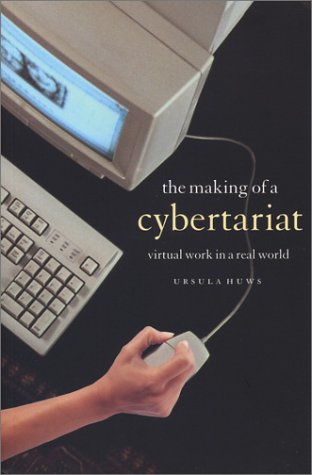 the making of a
cybertariat
virtual work in a real world
URSULA HUWS